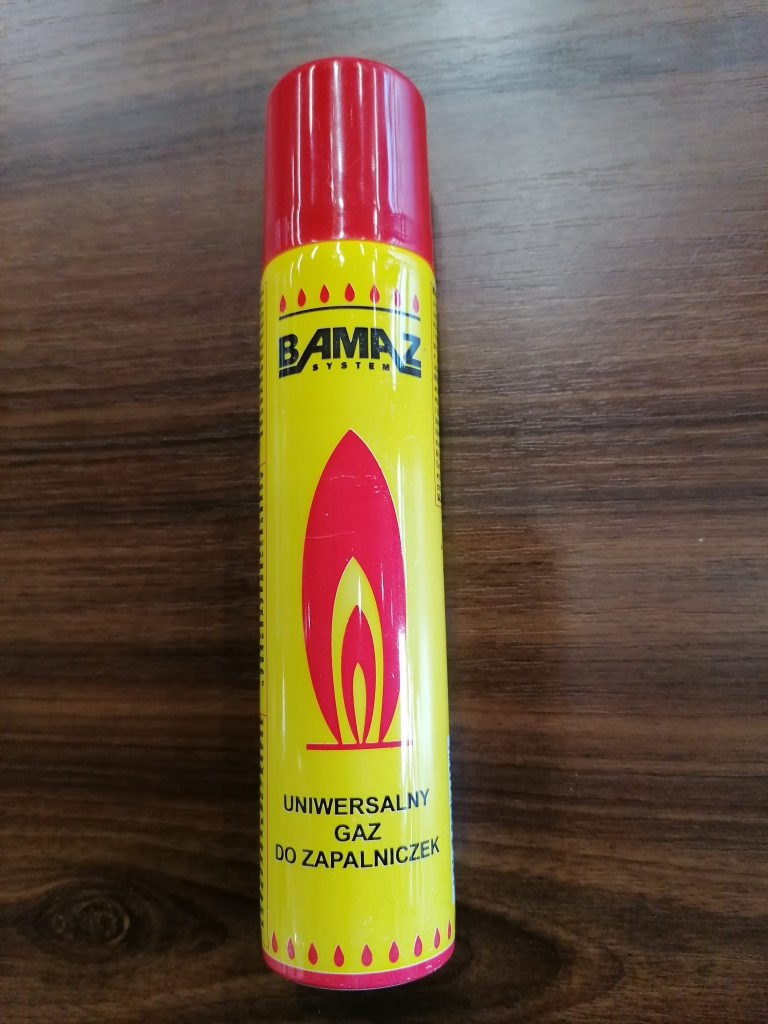 BAMAZ
SYSTEM
UNIWERSALNY
GAZ
DO ZAPALNICZEK